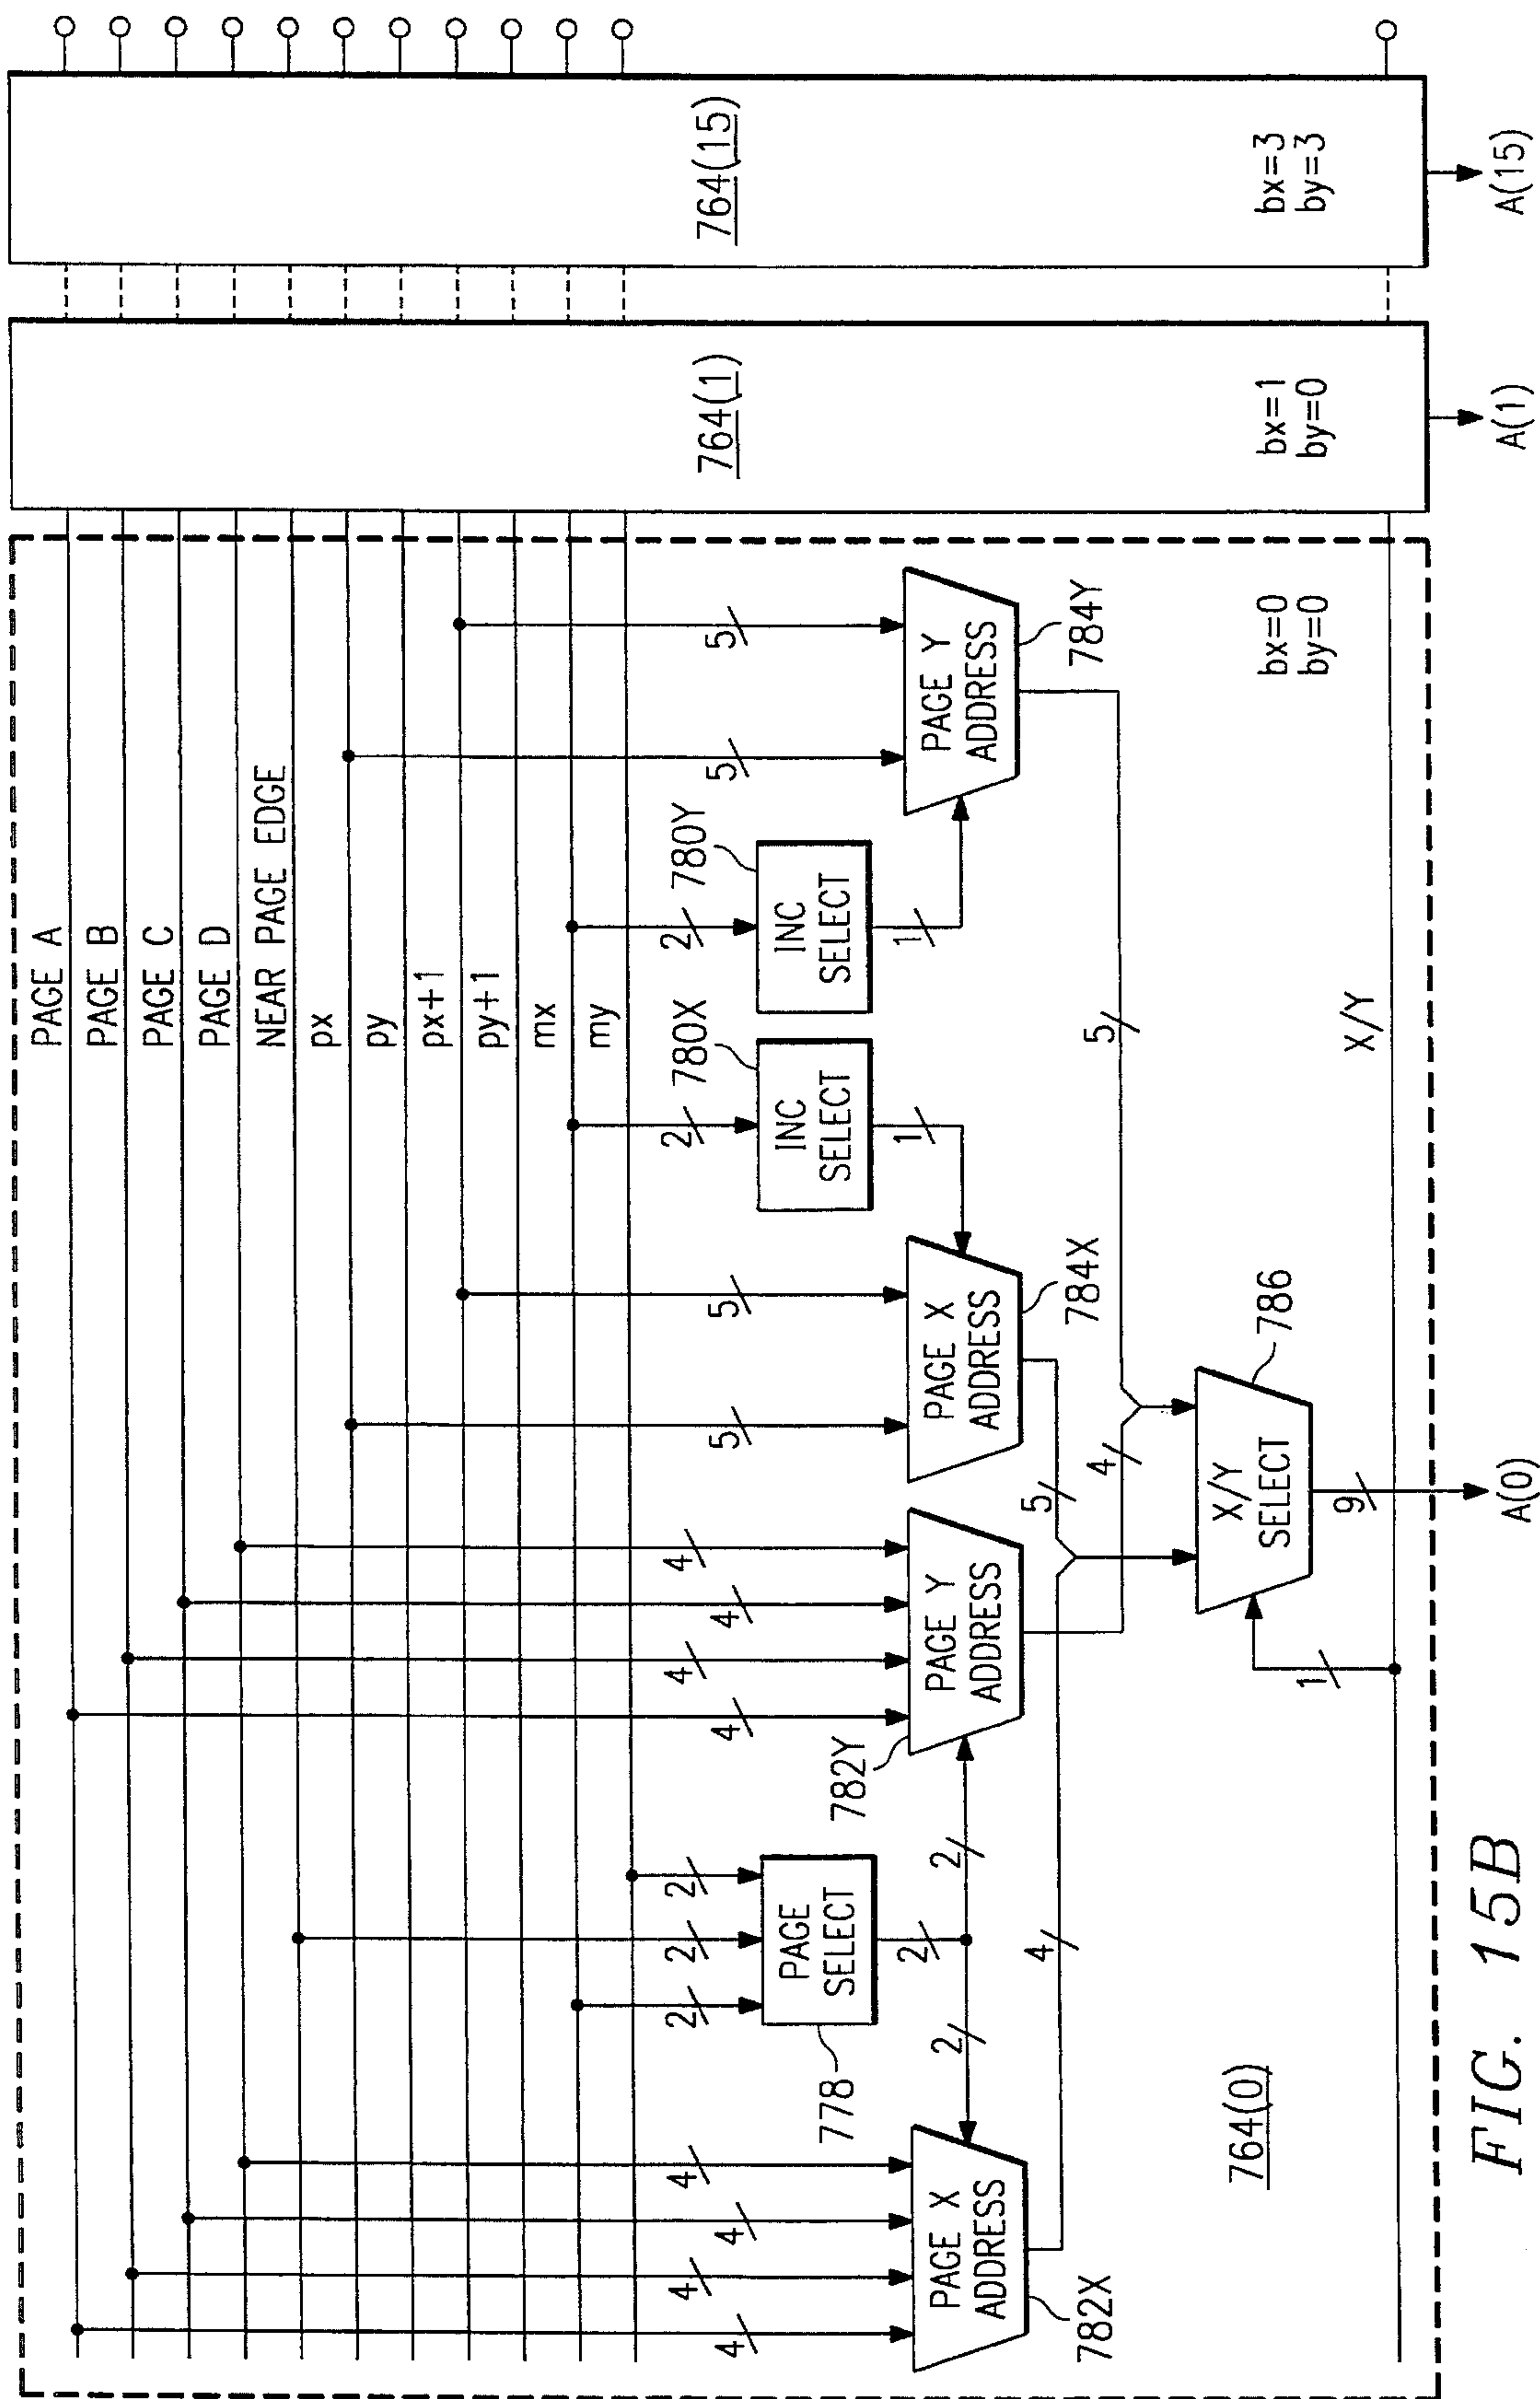 PAGE A
PAGE B
PAGE C
PAGE D
NEAR PAGE EDGE
px
py
px+1
py+1
mx
my
4
4
4
4
2
2
2
4
4
4
4
5
5
2
2
5
5
778
PAGE
SELECT
780X
INC
SELECT
780Y
INC
SELECT
2
2
2
1
1
782X
PAGE X
ADDRESS
782Y
PAGE Y
ADDRESS
784X
PAGE X
ADDRESS
784Y
PAGE Y
ADDRESS
4
5
4
5
X/Y
SELECT
786
1
9
X/Y
764(0)
bx=0
by=0
A(0)
764(1)
bx=1
by=0
A(1)
764(15)
bx=3
by=3
A(15)
FIG. 15B